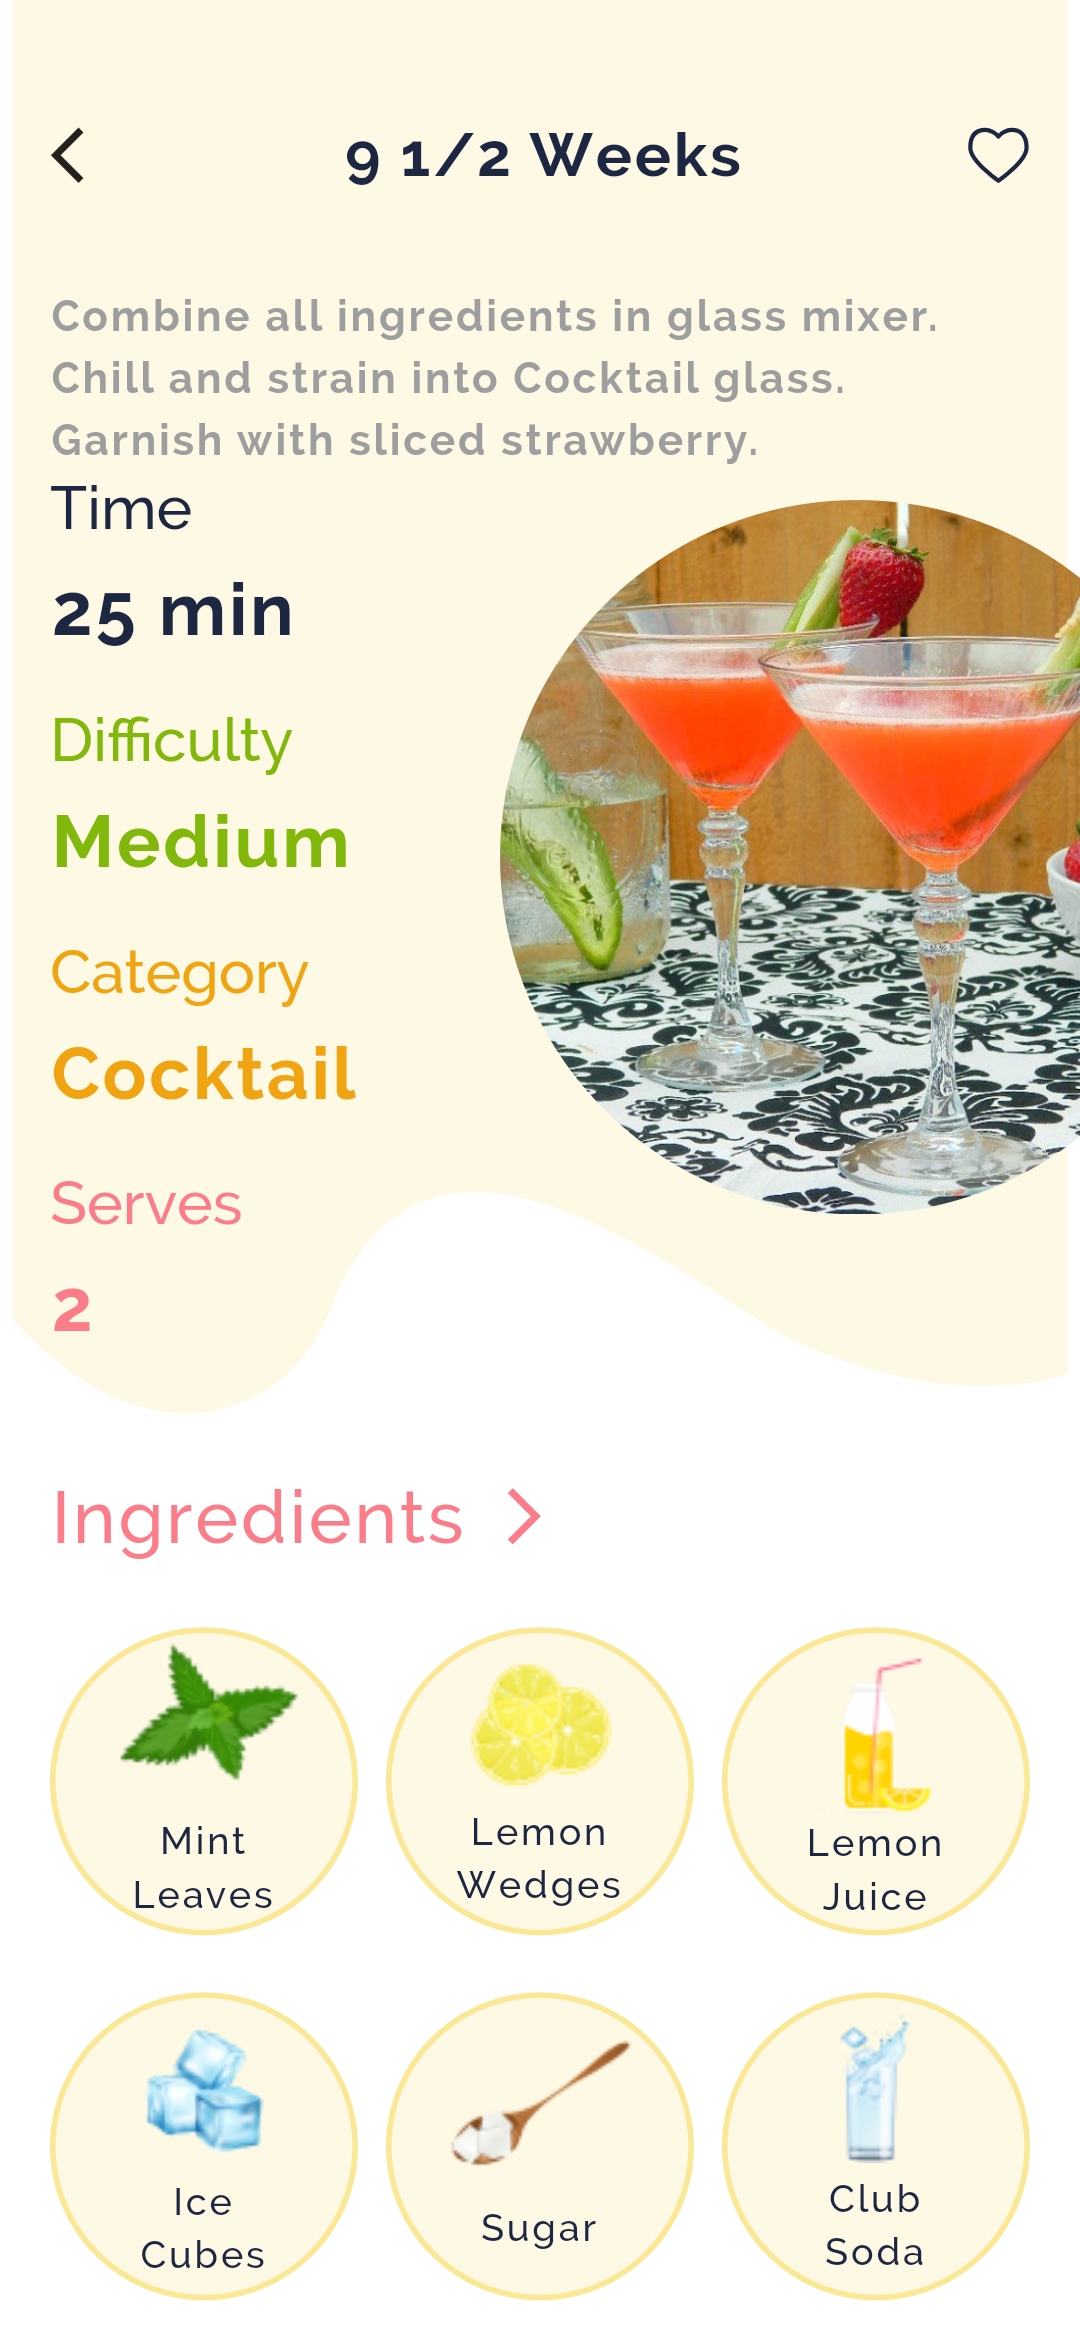 9 1/2 Weeks
Combine all ingredients in glass mixer.
Chill and strain into Cocktail glass.
Garnish with sliced strawberry.
Time
25 min
Difficulty
Medium
Category
Cocktail
Serves
2
Ingredients
Mint
Leaves
Lemon
Wedges
Lemon
Juice
Ice
Cubes
Sugar
Club
Soda